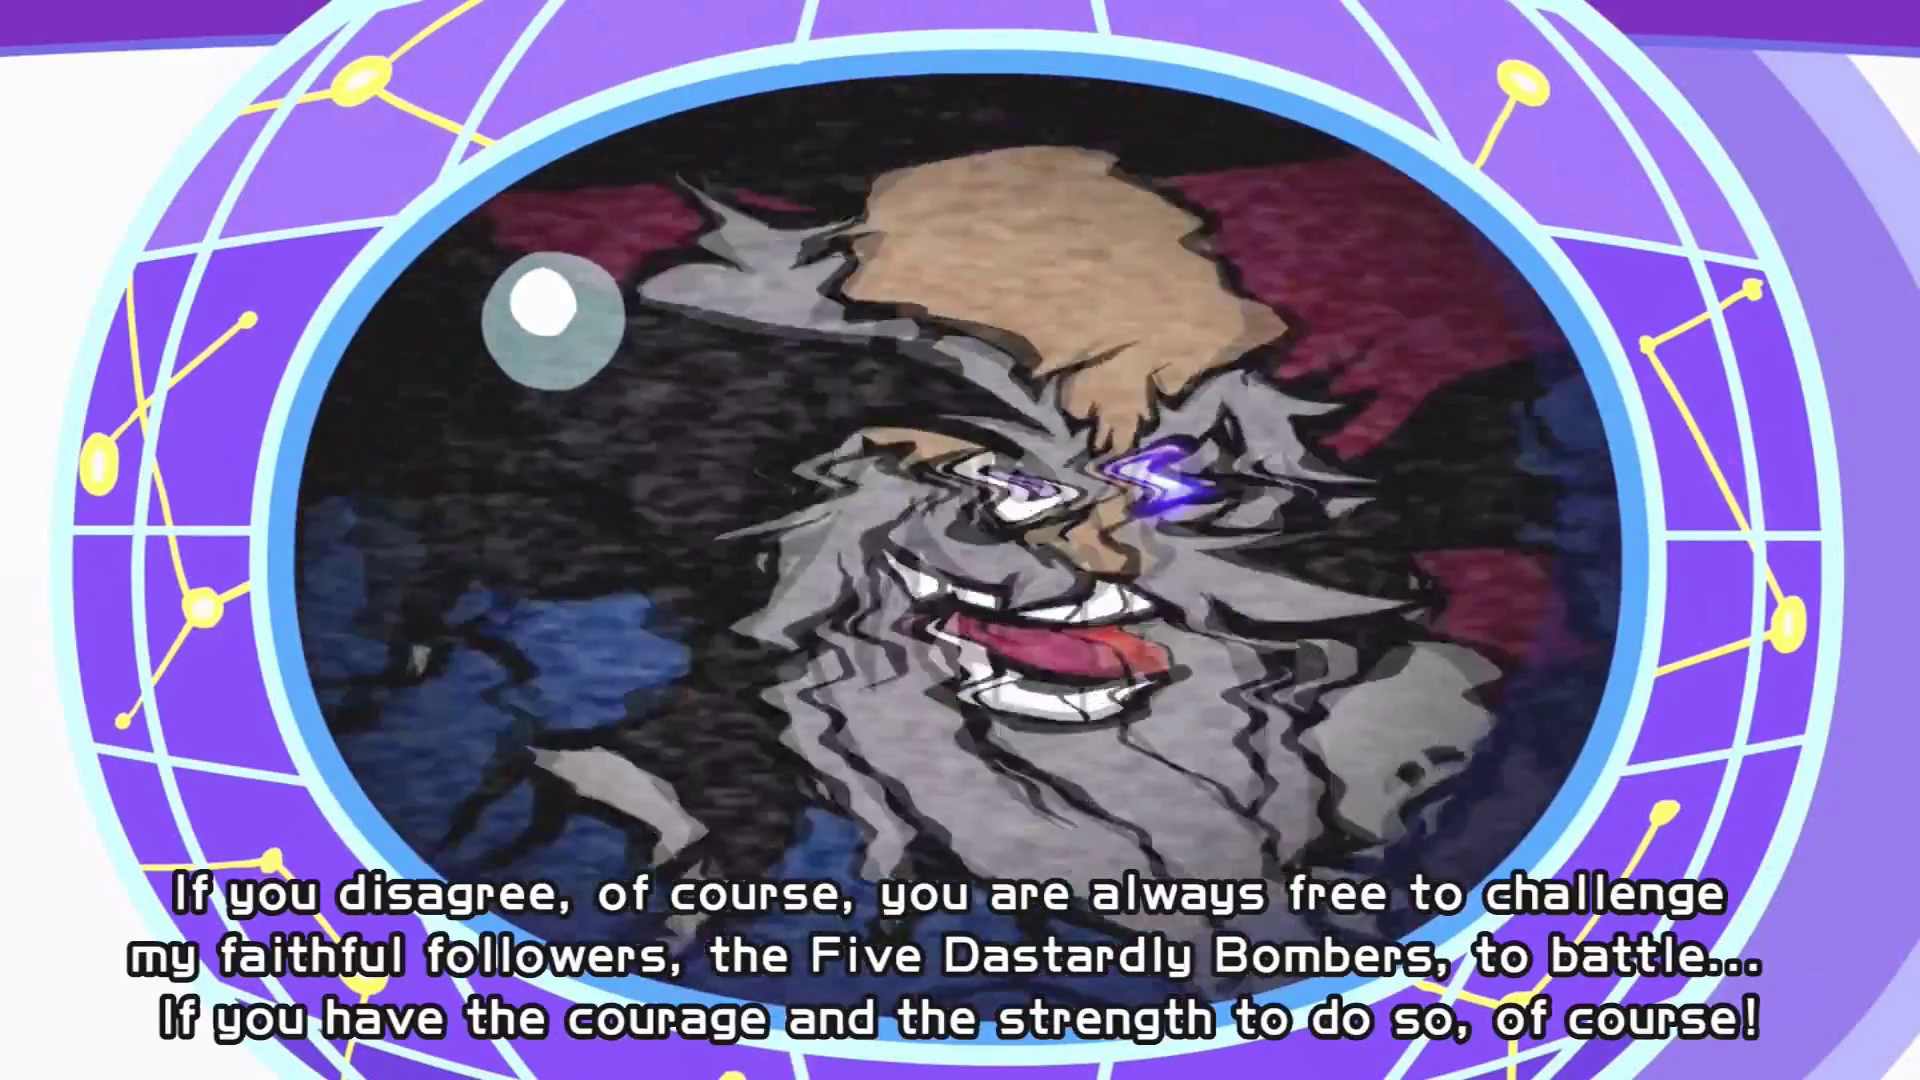 If you disagree, of course, you are always free to challenge
my faithful followers, the Five Dastardly Bombers, to battle...
If you have the courage and the strength to do so, of course!